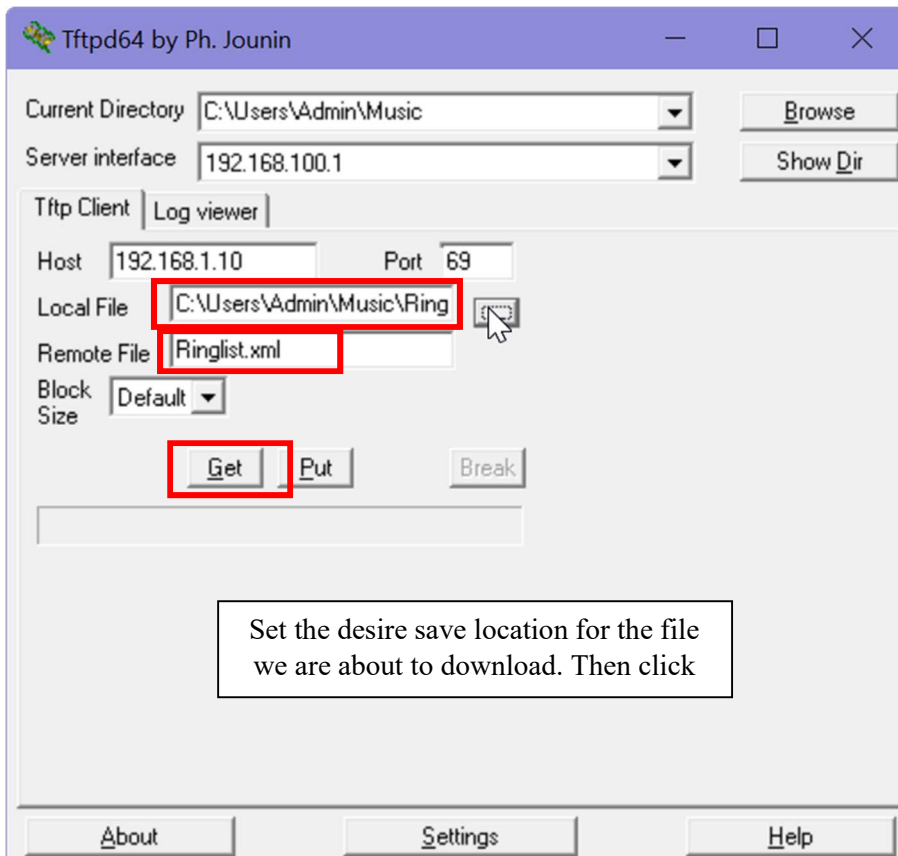 Tftpd64 by Ph. Jounin
Current Directory C:\Users\Admin\Music Browse
Server interface 192.168.100.1 Show Dir
Tftp Client Log viewer
Host 192.168.1.10 Port 69
Local File C:\Users\Admin\Music\Ring
Remote File Ringlist.xml
Block
Size Default
Get Put Break
Set the desire save location for the file
we are about to download. Then click
About Settings Help